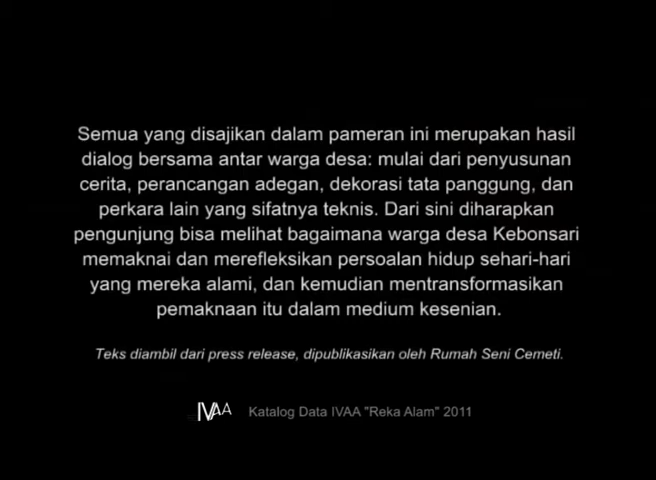 Semua yang disajikan dalam pameran ini merupakan hasil
dialog bersama antar warga desa: mulai dari penyusunan
cerita, perancangan adegan, dekorasi tata panggung, dan
perkara lain yang sifatnya teknis. Dari sini diharapkan
pengunjung bisa melihat bagaimana warga desa Kebonsari
memaknai dan merefleksikan persoalan hidup sehari-hari
yang mereka alami, dan kemudian mentransformasikan
pemaknaan itu dalam medium kesenian.
Teks diambil dari press release, dipublikasikan oleh Rumah Seni Cemeti.
IVAA Katalog Data IVAA "Reka Alam" 2011